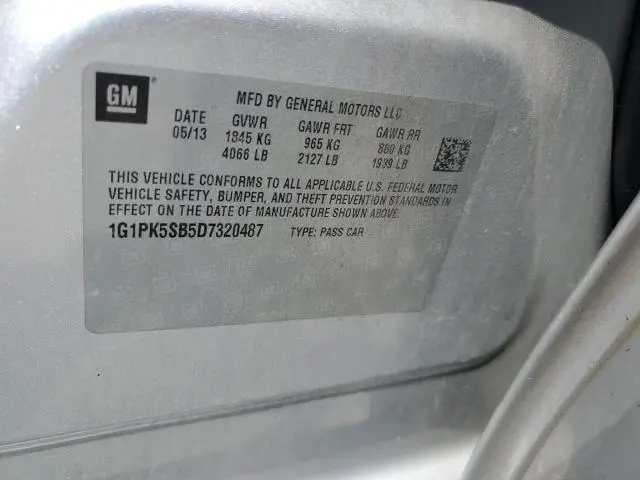 GM
MFD BY GENERAL MOTORS LLC
DATE GVWR GAWR FRT GAWR RR
05/13 1845 KG 965 KG 880 KG
4066 LB 2127 LB 1939 LB
THIS VEHICLE CONFORMS TO ALL APPLICABLE U.S. FEDERAL MOTOR
VEHICLE SAFETY, BUMPER, AND THEFT PREVENTION STANDARDS IN
EFFECT ON THE DATE OF MANUFACTURE SHOWN ABOVE.
1G1PK5SB5D7320487 TYPE: PASS CAR